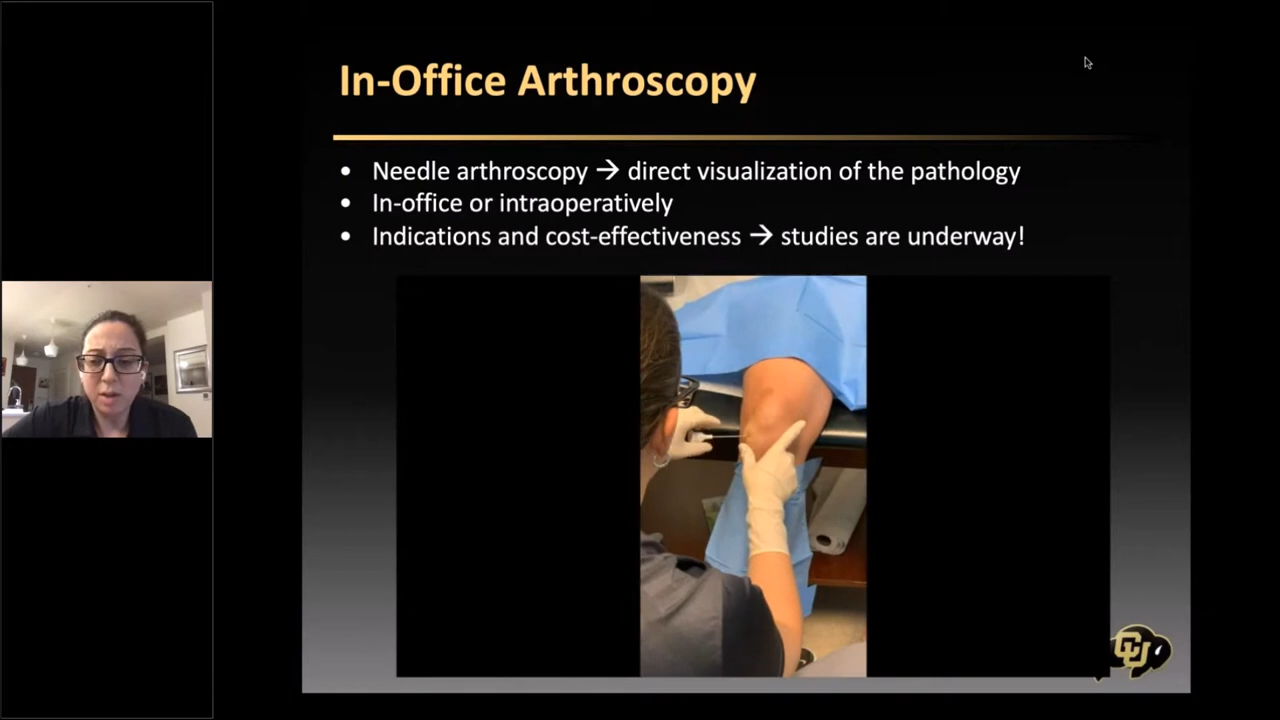 In-Office Arthroscopy
• Needle arthroscopy → direct visualization of the pathology
• In-office or intraoperatively
• Indications and cost-effectiveness → studies are underway!
CU